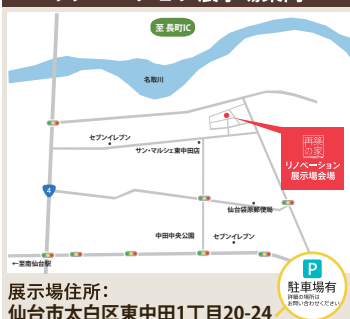 至 長町IC
名取川
セブンイレブン
サン・マルシェ東中田店
再築
の家
リノベーション
展示場会場
4
仙台袋原郵便局
中田中央公園
セブンイレブン
←至南仙台駅
P
駐車場有
詳細の場所は
お問い合わせください
展示場住所：
仙台市太白区東中田1丁目20-24